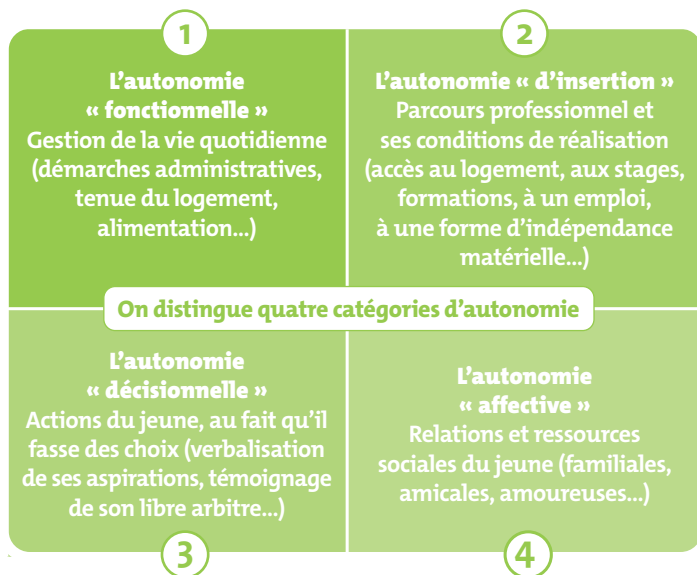 1
L'autonomie
« fonctionnelle »
Gestion de la vie quotidienne
(démarches administratives,
tenue du logement,
alimentation...)
2
L'autonomie « d'insertion »
Parcours professionnel et
ses conditions de réalisation
(accès au logement, aux stages,
formations, à un emploi,
à une forme d'indépendance
matérielle...)
On distingue quatre catégories d'autonomie
L'autonomie
« décisionnelle »
Actions du jeune, au fait qu'il
fasse des choix (verbalisation
de ses aspirations, témoignage
de son libre arbitre...)
3
L'autonomie
« affective »
Relations et ressources
sociales du jeune (familiales,
amicales, amoureuses...)
4